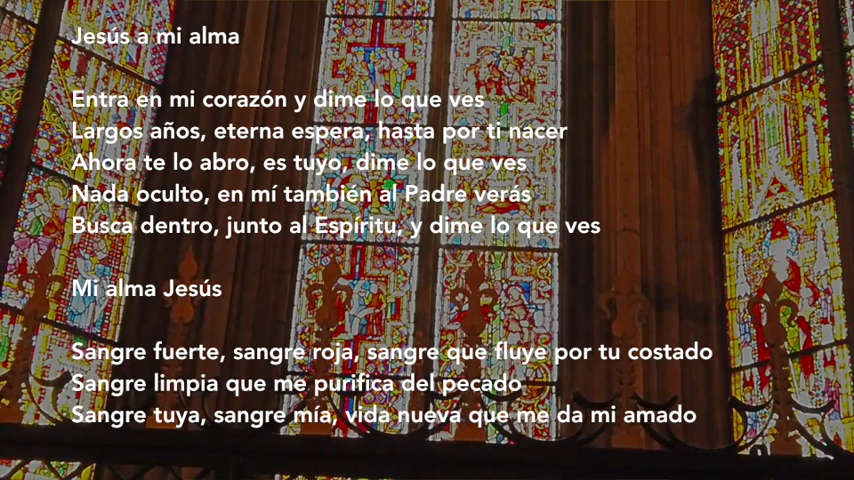 Jesús a mi alma
Entra en mi corazón y dime lo que ves
Largos años, eterna espera, hasta por ti nacer
Ahora te lo abro, es tuyo, dime lo que ves
Nada oculto, en mí también al Padre verás
Busca dentro, junto al Espíritu, y dime lo que ves
Mi alma Jesús
Sangre fuerte, sangre roja, sangre que fluye por tu costado
Sangre limpia que me purifica del pecado
Sangre tuya, sangre mía, vida nueva que me da mi amado